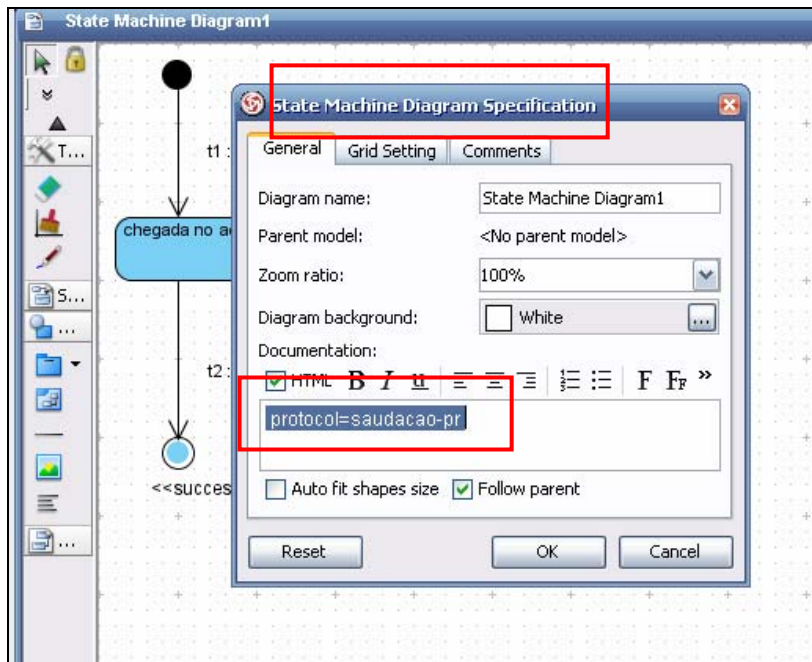 State Machine Diagram1
State Machine Diagram Specification
T...
t1 :
General Grid Setting Comments
Diagram name: State Machine Diagram1
chegada no
Parent model: <No parent model>
Zoom ratio: 100%
S...
...
Diagram background: White ...
Documentation:
t2 :
HTML B I u F FF »
protocol=saudacao-pr
<<succes
Auto fit shapes size Follow parent
...
Reset OK Cancel